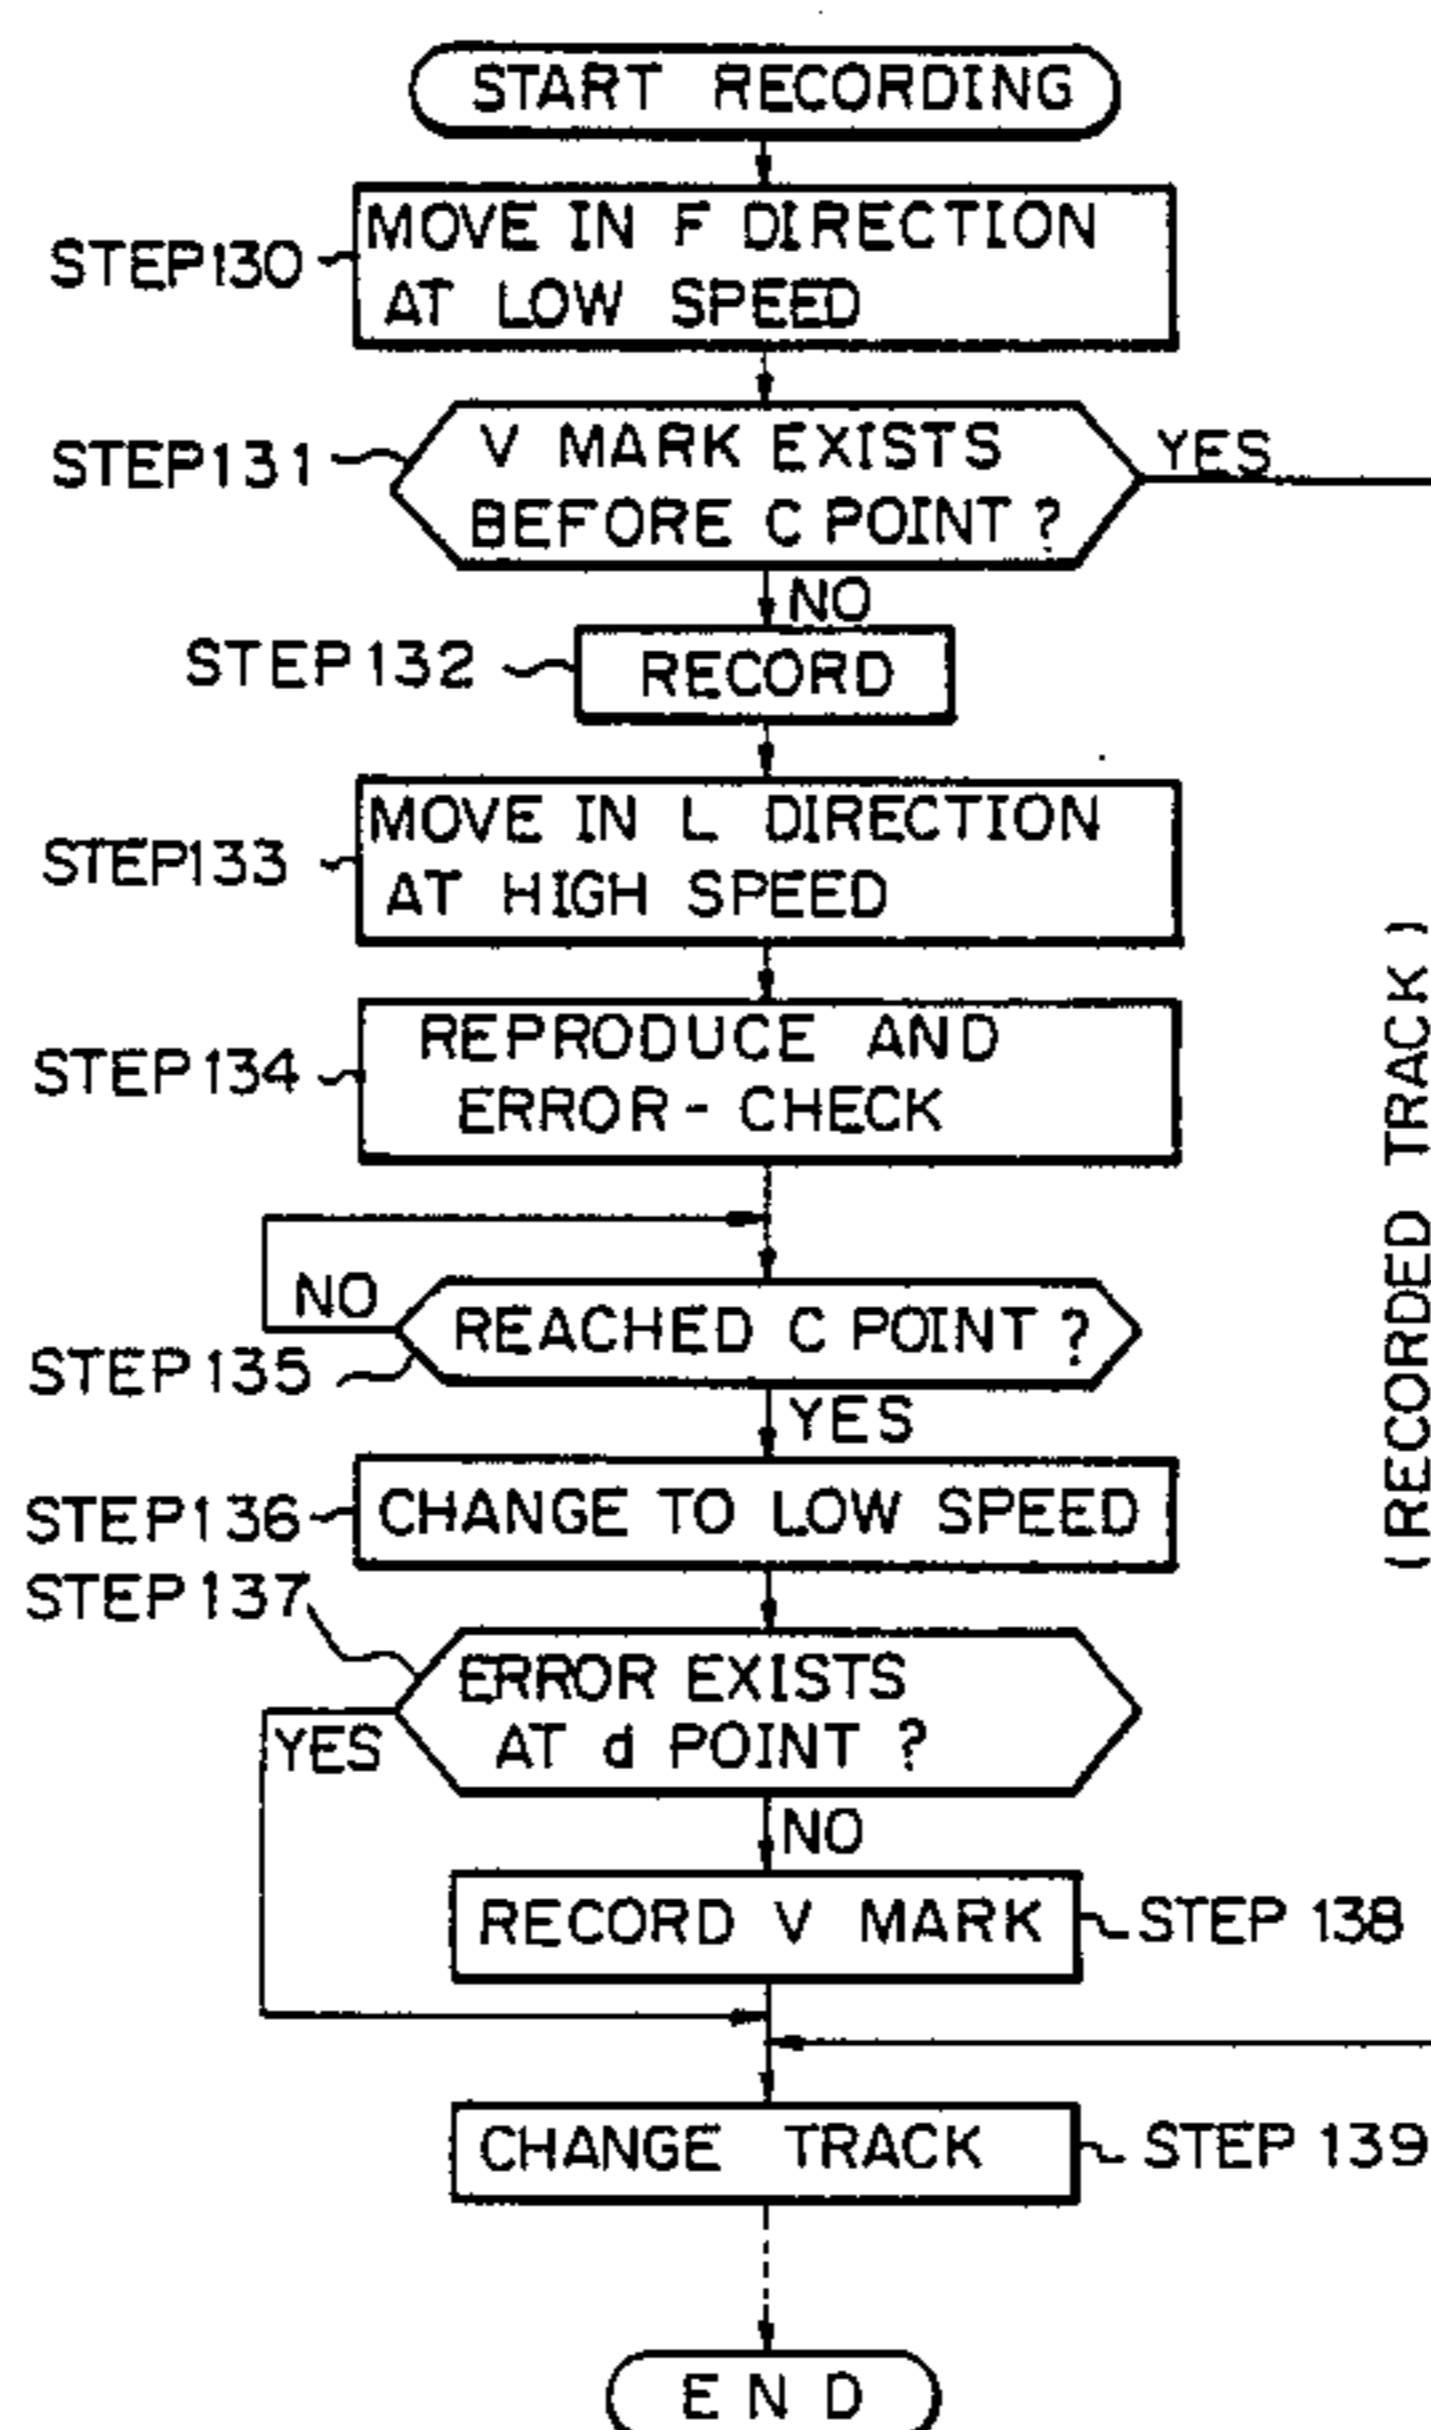 START RECORDING
STEP130
MOVE IN F DIRECTION
AT LOW SPEED
STEP131
V MARK EXISTS
BEFORE C POINT ?
YES
NO
STEP 132
RECORD
STEP133
MOVE IN L DIRECTION
AT HIGH SPEED
STEP 134
REPRODUCE AND
ERROR - CHECK
(RECORDED TRACK)
NO
REACHED C POINT ?
STEP 135
YES
STEP136
CHANGE TO LOW SPEED
STEP 137
ERROR EXISTS
AT d POINT ?
YES
NO
RECORD V MARK
STEP 138
CHANGE TRACK
STEP 139
END